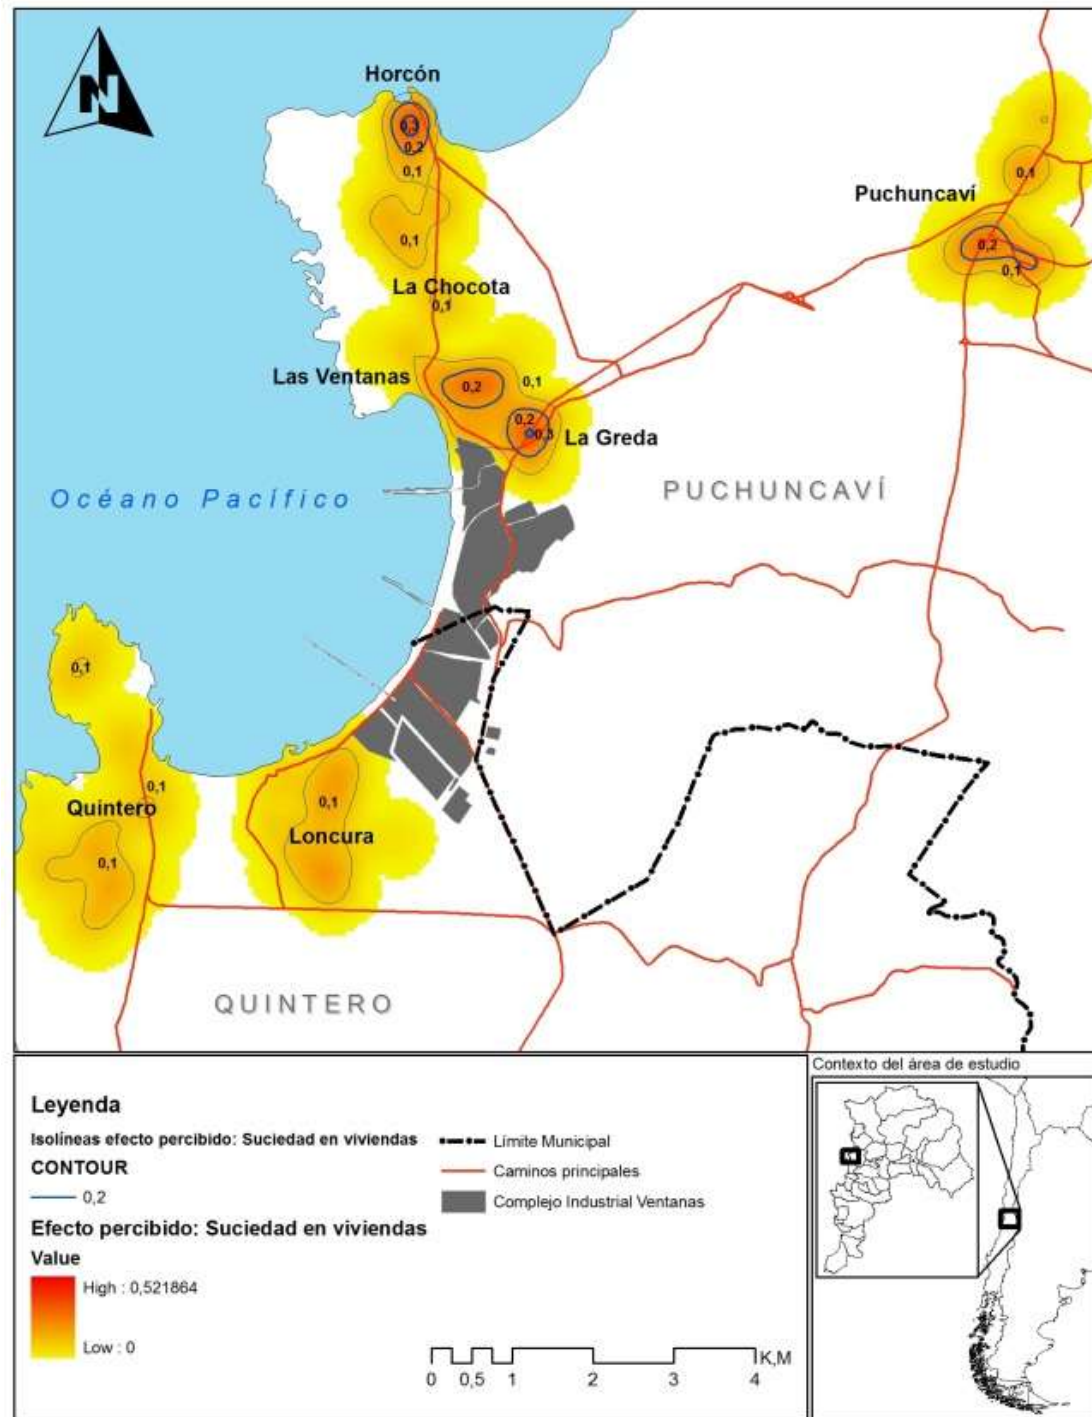 N
Horcón
0,3
0,2
0,1
0,1
Puchuncaví
0,1
0,2
0,1
La Chocota
0,1
Las Ventanas
0,2
0,1
0,2
0,3
La Greda
Océano Pacífico
PUCHUNCAVÍ
0,1
0,1
Quintero
0,1
0,1
Loncura
QUINTERO
Leyenda
Isolíneas efecto percibido: Suciedad en viviendas
CONTOUR
0,2
Efecto percibido: Suciedad en viviendas
Value
High : 0,521864
Low : 0
Límite Municipal
Caminos principales
Complejo Industrial Ventanas
K,M
0 0,5 1 2 3 4
Contexto del área de estudio